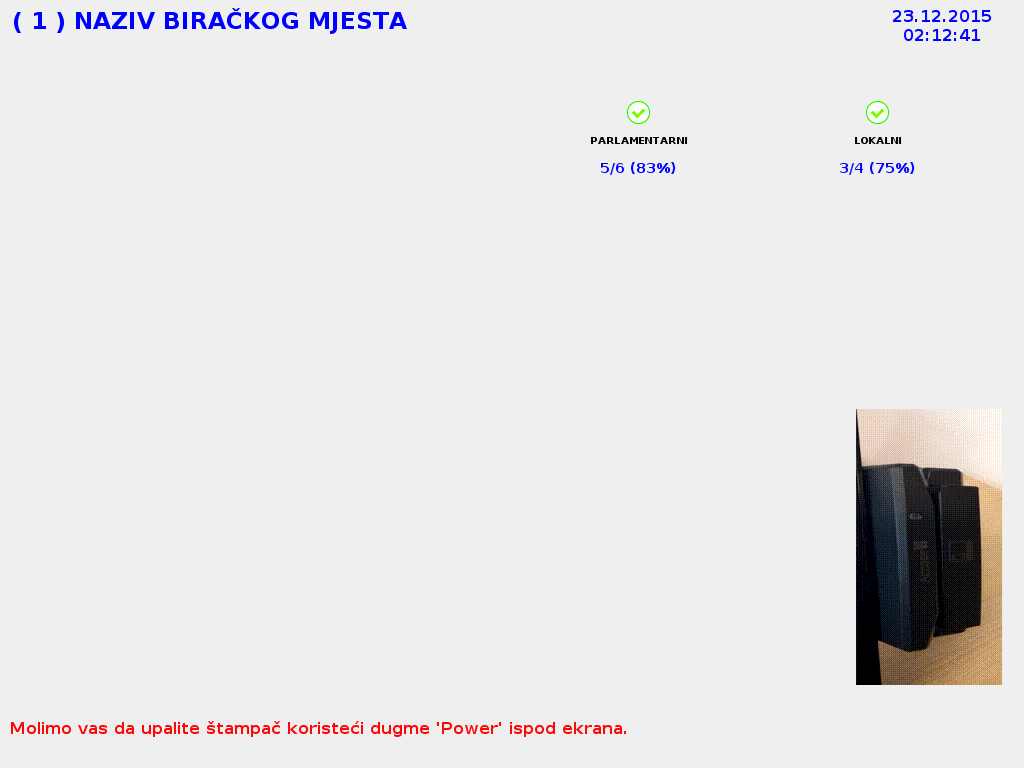 ( 1 ) NAZIV BIRAČKOG MJESTA
23.12.2015
02:12:41
PARLAMENTARNI
LOKALNI
5/6 (83%)
3/4 (75%)
Molimo vas da upalite štampač koristeći dugme 'Power' ispod ekrana.